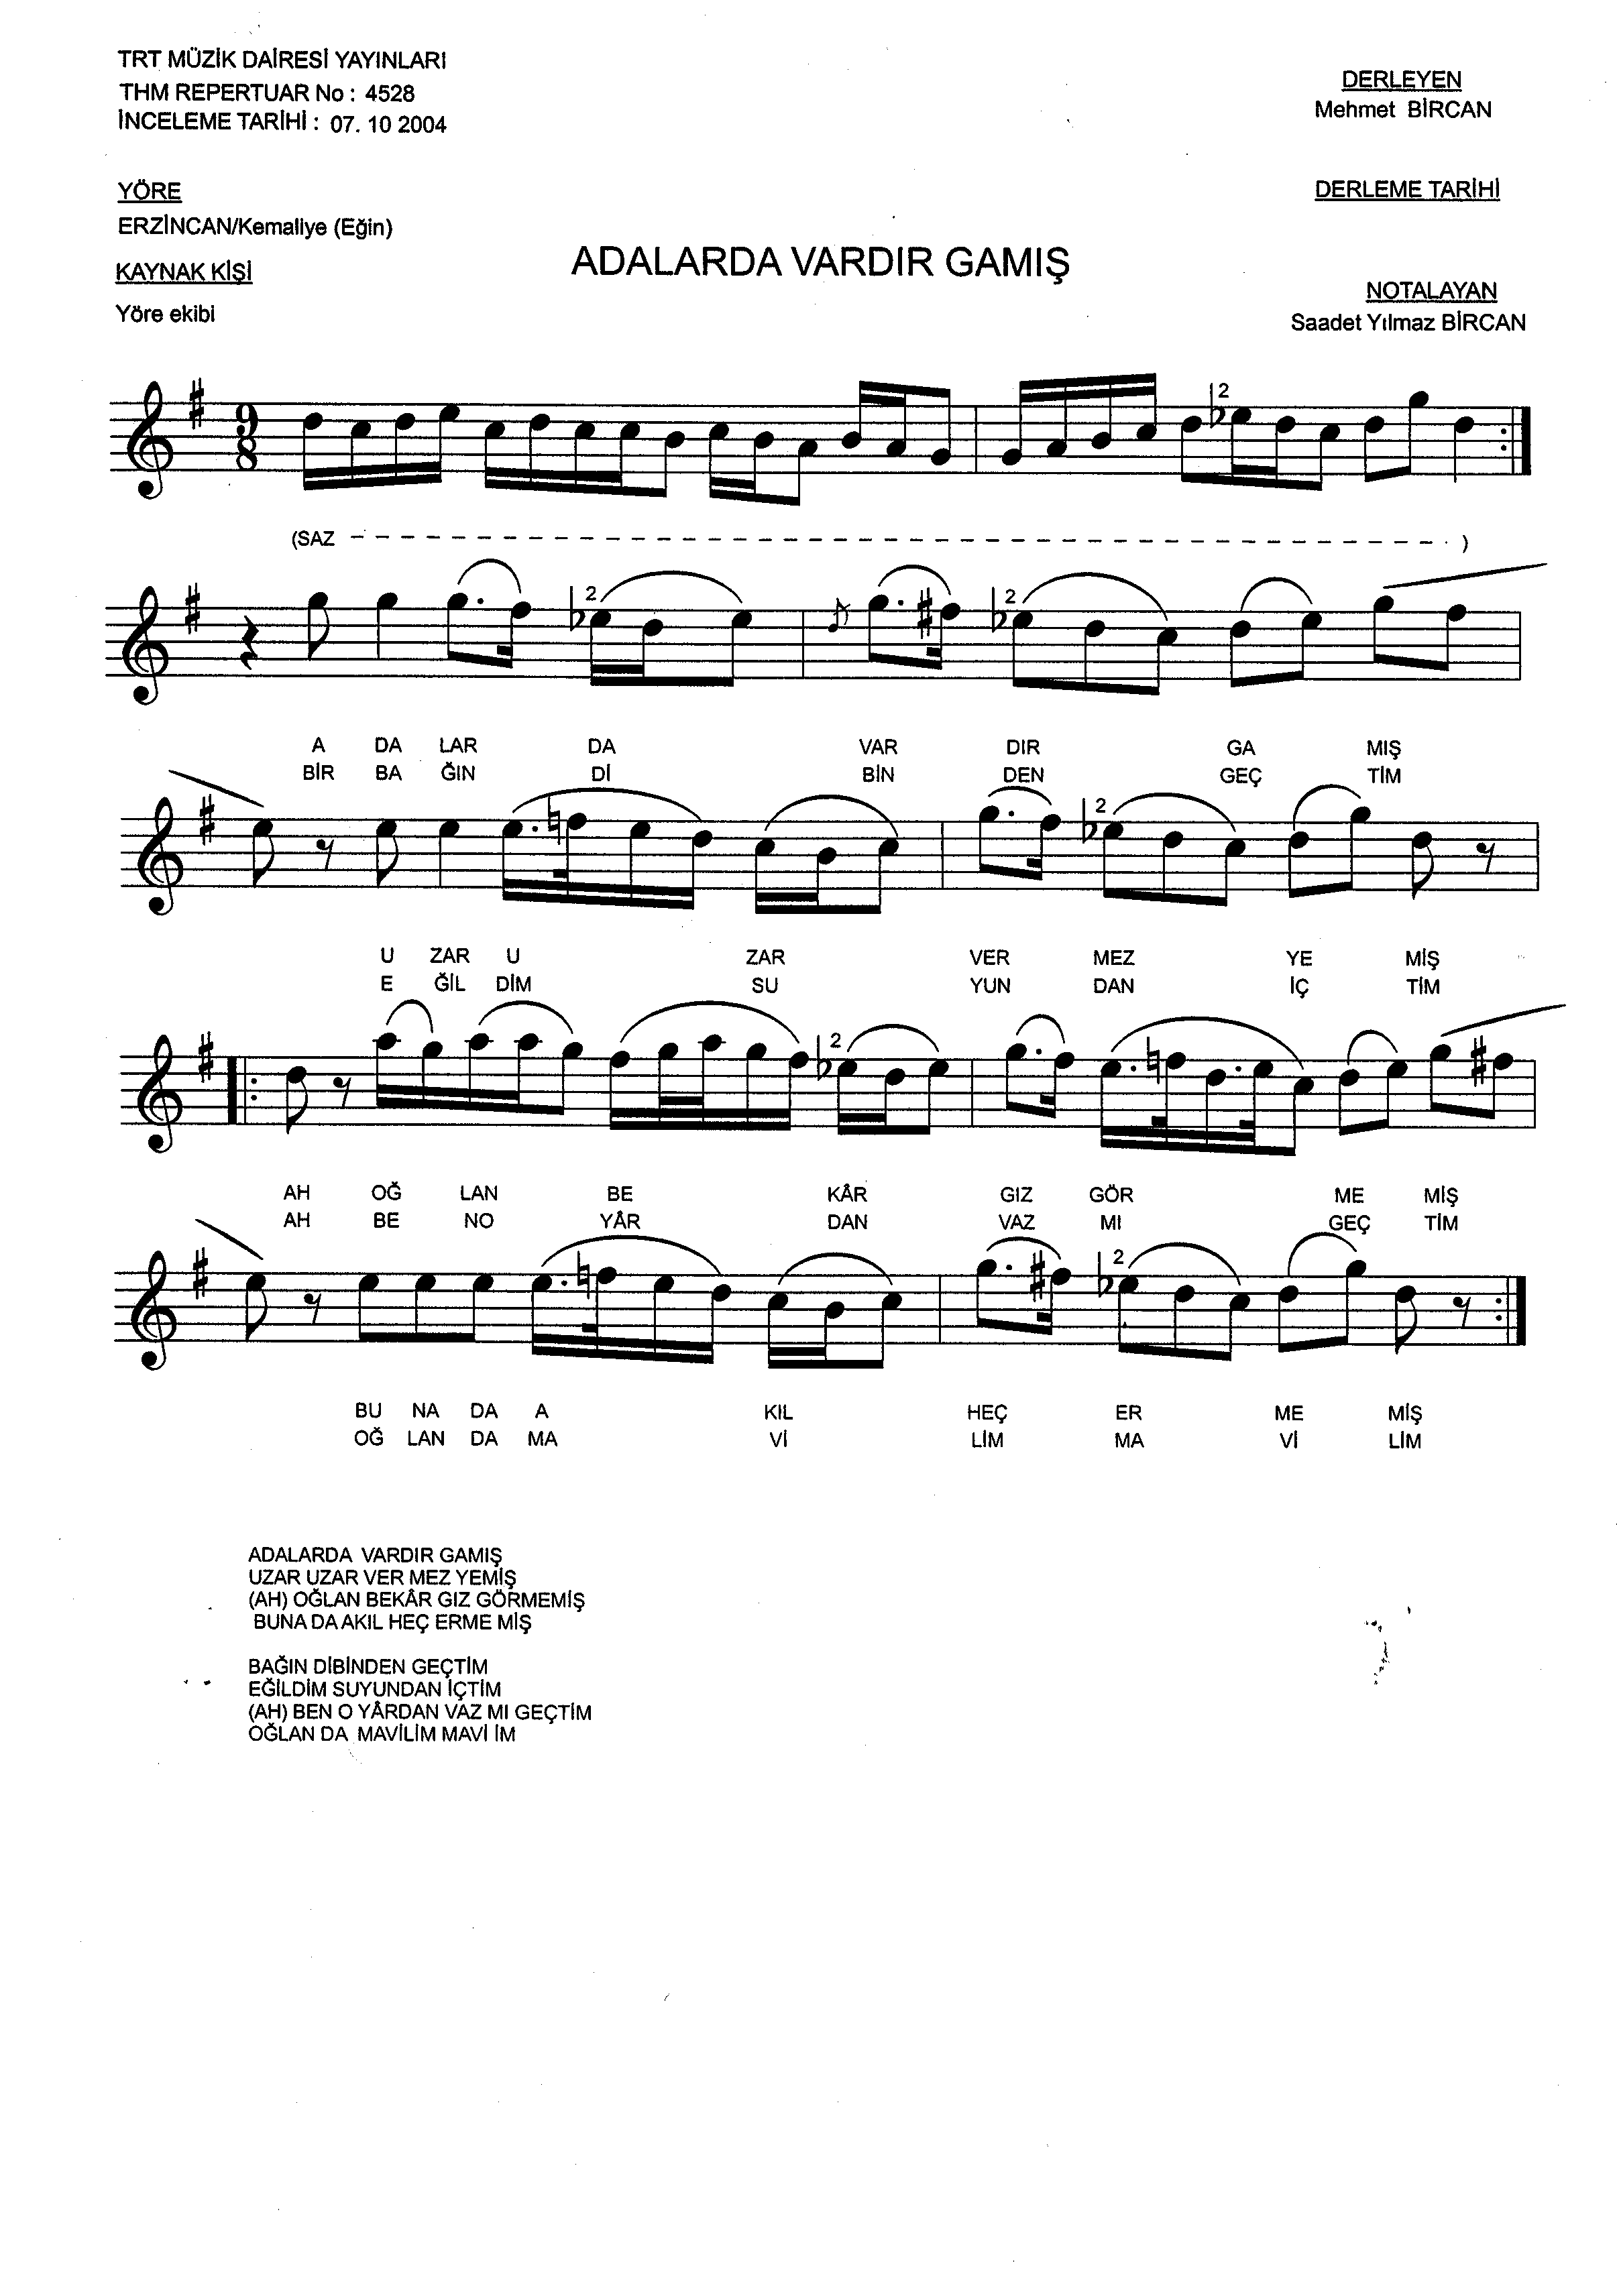 TRT MÜZİK DAİRESİ YAYINLARI
THM REPERTUAR No : 4528
İNCELEME TARİHİ : 07. 10 2004
DERLEYEN
Mehmet BİRCAN
YÖRE
ERZİNCAN/Kemaliye (Eğin)
DERLEME TARİHİ
KAYNAK KİŞİ
Yöre ekibi
ADALARDA VARDIR GAMIŞ
NOTALAYAN
Saadet Yılmaz BİRCAN
9
8
2
(SAZ )
2 2
A DA LAR DA VAR DIR GA MIŞ
BİR BA ĞIN Dİ BİN DEN GEÇ TİM
2
U ZAR U ZAR VER MEZ YE MİŞ
E ĞİL DİM SU YUN DAN İÇ TİM
2
AH OĞ LAN BE KÂR GIZ GÖR ME MİŞ
AH BE NO YÂR DAN VAZ MI GEÇ TİM
2
BU NA DA A KIL HEÇ ER ME MİŞ
OĞ LAN DA MA Vİ LİM MA Vİ LİM
ADALARDA VARDIR GAMIŞ
UZAR UZAR VER MEZ YEMİŞ
(AH) OĞLAN BEKÂR GIZ GÖRMEMİŞ
BUNA DA AKIL HEÇ ERME MİŞ
BAĞIN DİBİNDEN GEÇTİM
EĞİLDİM SUYUNDAN İÇTİM
(AH) BEN O YÂRDAN VAZ MI GEÇTİM
OĞLAN DA MAVİLİM MAVİ İM